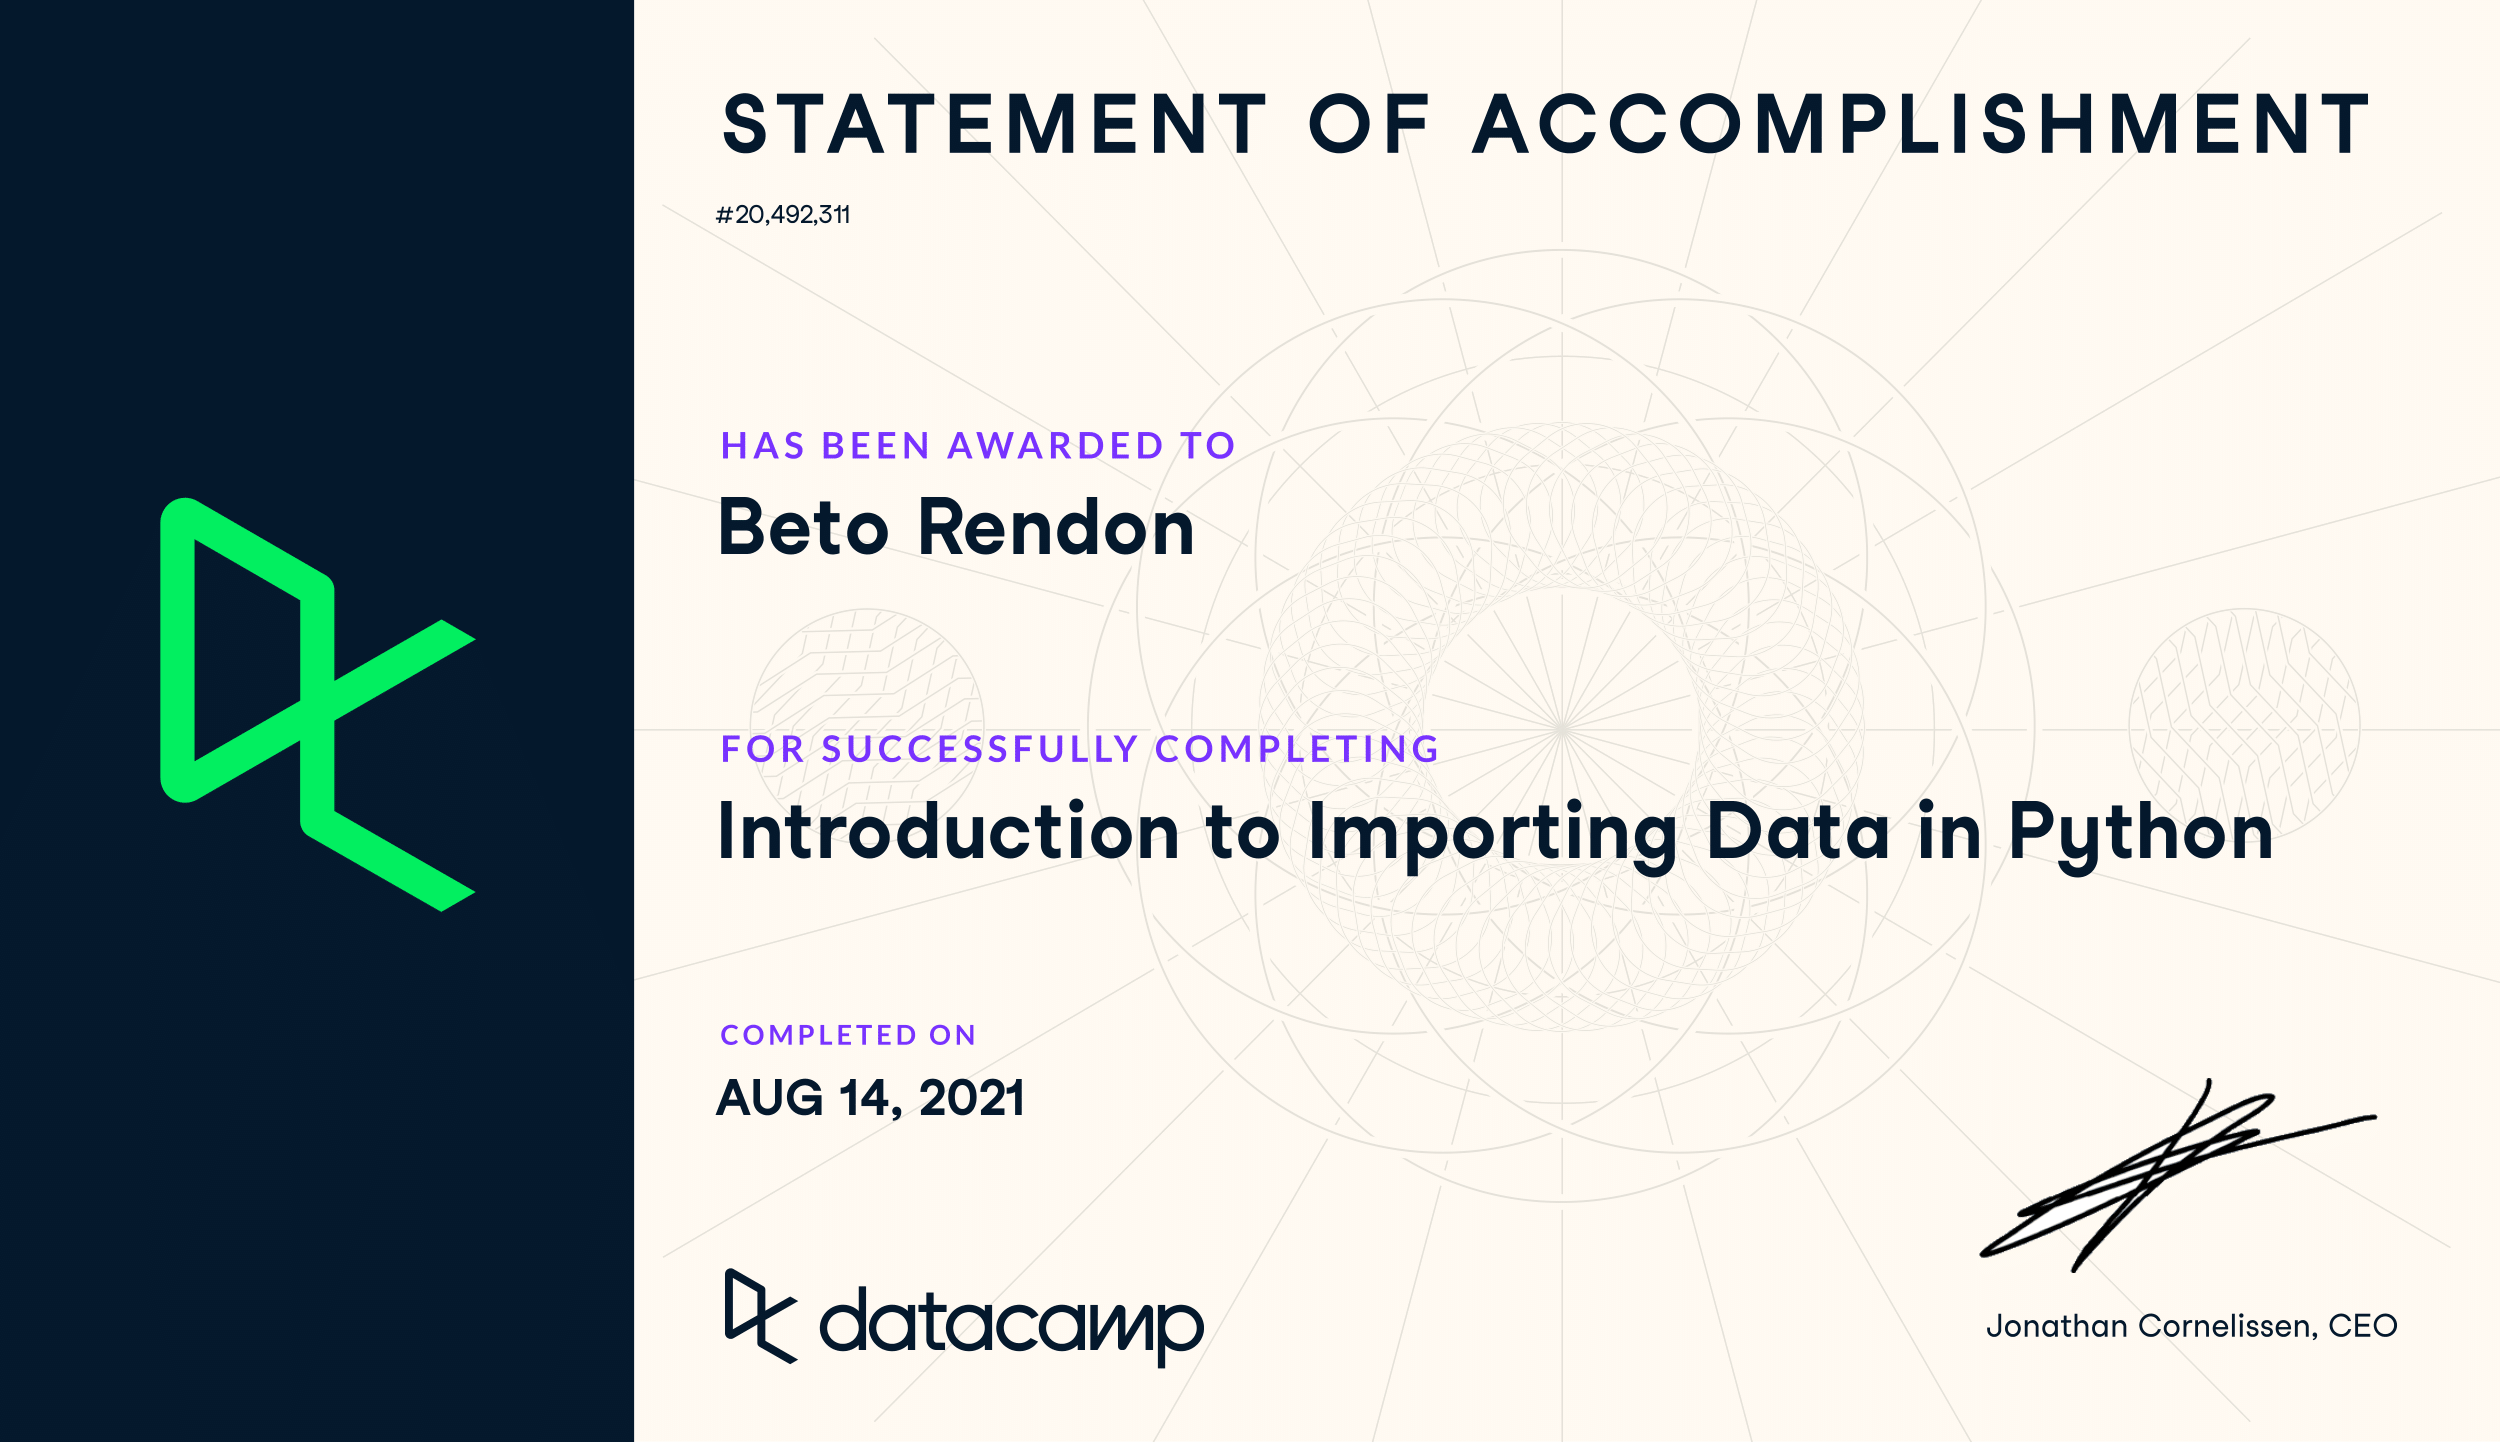 STATEMENT OF ACCOMPLISHMENT
#20,492,311
HAS BEEN AWARDED TO
Beto Rendon
FOR SUCCESSFULLY COMPLETING
Introduction to Importing Data in Python
COMPLETED ON
AUG 14, 2021
datacamp
Jonathan Cornelissen, CEO